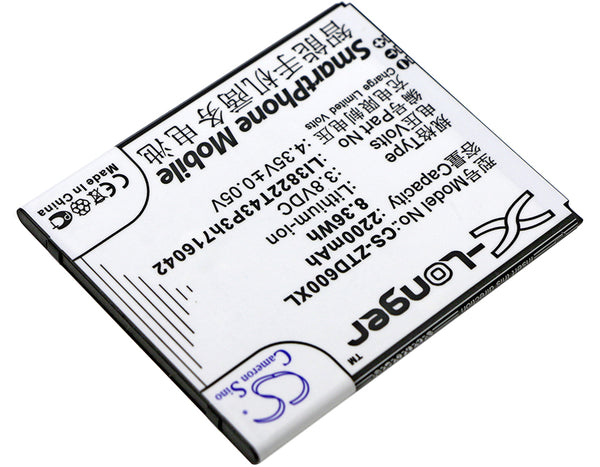 X-Longer™
型号Model No.:CS-ZTD600XL
容量Capacity: 2200mAh
8.36Wh
规格Type Lithium-Ion
电压Volts 3.8VDC
编号Part No LI3822T43P3h716042
充电限制电压 4.35V±0.05V
Charge Limited Volts
SmartPhone Mobile
智能手机商务电池
Made In China
CS
Cameron Sino